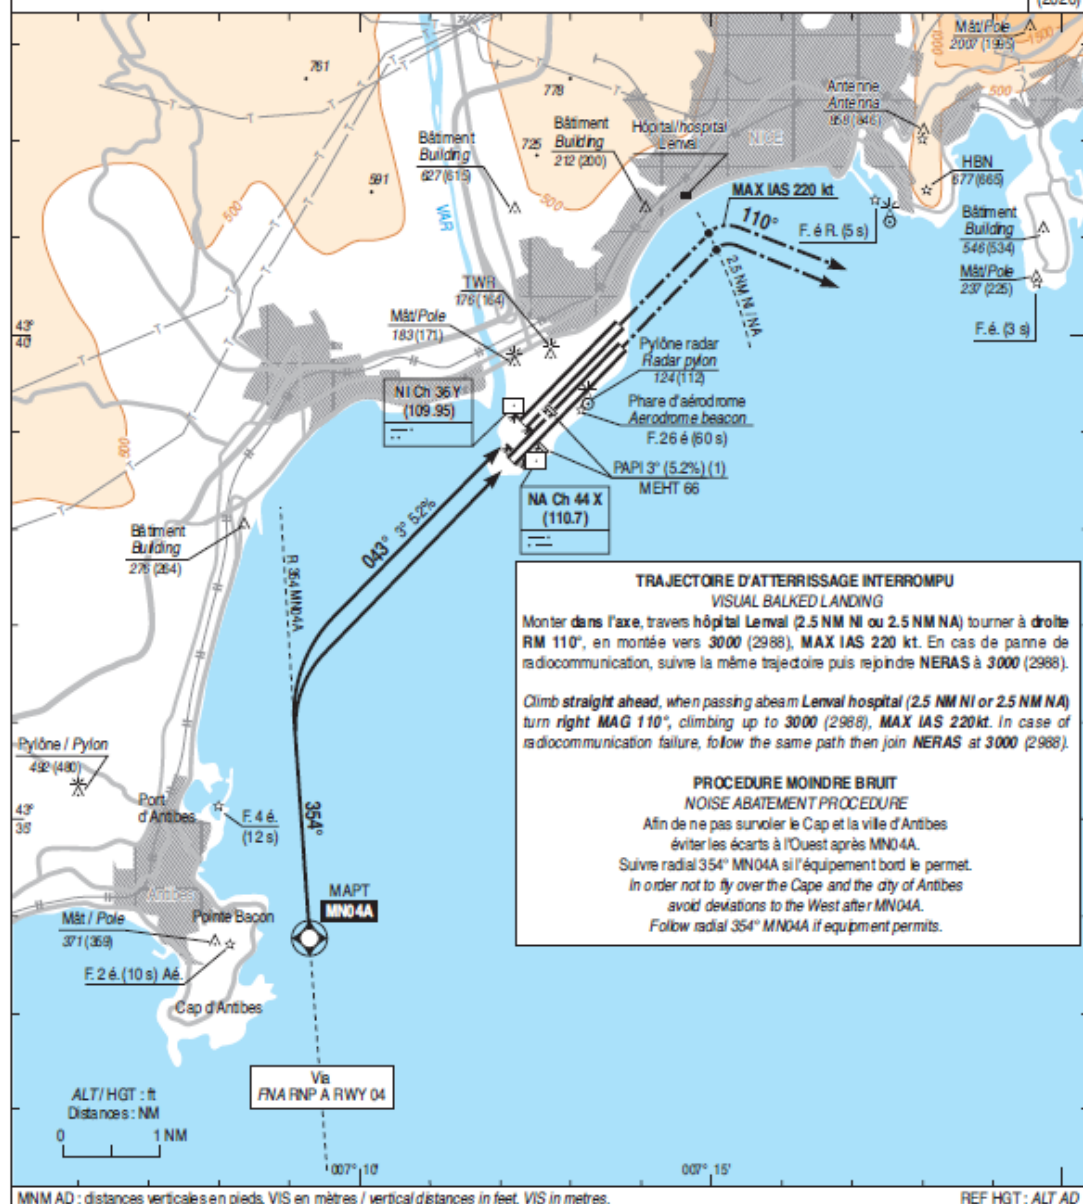 (2020)
Mât/Pole
2007 (1995)
1500
1000
500
761
778
Antenne
Antenna
858 (846)
Bâtiment
Building
627 (615)
725
Bâtiment
Building
212 (200)
Hôpital/hospital
Lenval
NICE
HBN
677 (665)
591
500
500
VAR
MAX IAS 220 kt
110°
F. é R. (5 s)
Bâtiment
Building
546 (534)
2.5 NM NI / NA
TWR
176 (164)
Mât/Pole
237 (225)
Mât/Pole
183 (171)
F. é. (3 s)
43°
40'
Pylône radar
Radar pylon
124 (112)
NI Ch 36 Y
(109.95)
Phare d'aérodrome
Aerodrome beacon
F. 26 é (60 s)
500
PAPI 3° (5.2%) (1)
MEHT 66
NA Ch 44 X
(110.7)
043° 3° 5.2%
Bâtiment
Building
276 (264)
R 354 MN04A
TRAJECTOIRE D'ATTERRISSAGE INTERROMPU
VISUAL BALKED LANDING
Monter dans l'axe, travers hôpital Lenval (2.5 NM NI ou 2.5 NM NA) tourner à droite
RM 110°, en montée vers 3000 (2988), MAX IAS 220 kt. En cas de panne de
radiocommunication, suivre la même trajectoire puis rejoindre NERAS à 3000 (2988).
Climb straight ahead, when passing abeam Lenval hospital (2.5 NM NI or 2.5 NM NA)
turn right MAG 110°, climbing up to 3000 (2988), MAX IAS 220kt. In case of
radiocommunication failure, follow the same path then join NERAS at 3000 (2988).
PROCEDURE MOINDRE BRUIT
NOISE ABATEMENT PROCEDURE
Afin de ne pas survoler le Cap et la ville d'Antibes
éviter les écarts à l'Ouest après MN04A.
Suivre radial 354° MN04A si l'équipement bord le permet.
In order not to fly over the Cape and the city of Antibes
avoid deviations to the West after MN04A.
Follow radial 354° MN04A if equipment permits.
Pylône / Pylon
492 (480)
Port
d'Antibes
43°
35'
F. 4 é.
(12 s)
354°
Antibes
MAPT
MN04A
Mât / Pole
371 (359)
Pointe Bacon
F. 2 é. (10 s) Aé.
Cap d'Antibes
Via
FNA RNP A RWY 04
ALT / HGT : ft
Distances : NM
0 1 NM
007° 10'
007° 15'
MNM AD : distances verticales en pieds, VIS en mètres / vertical distances in feet, VIS in metres.
REF HGT : ALT AD